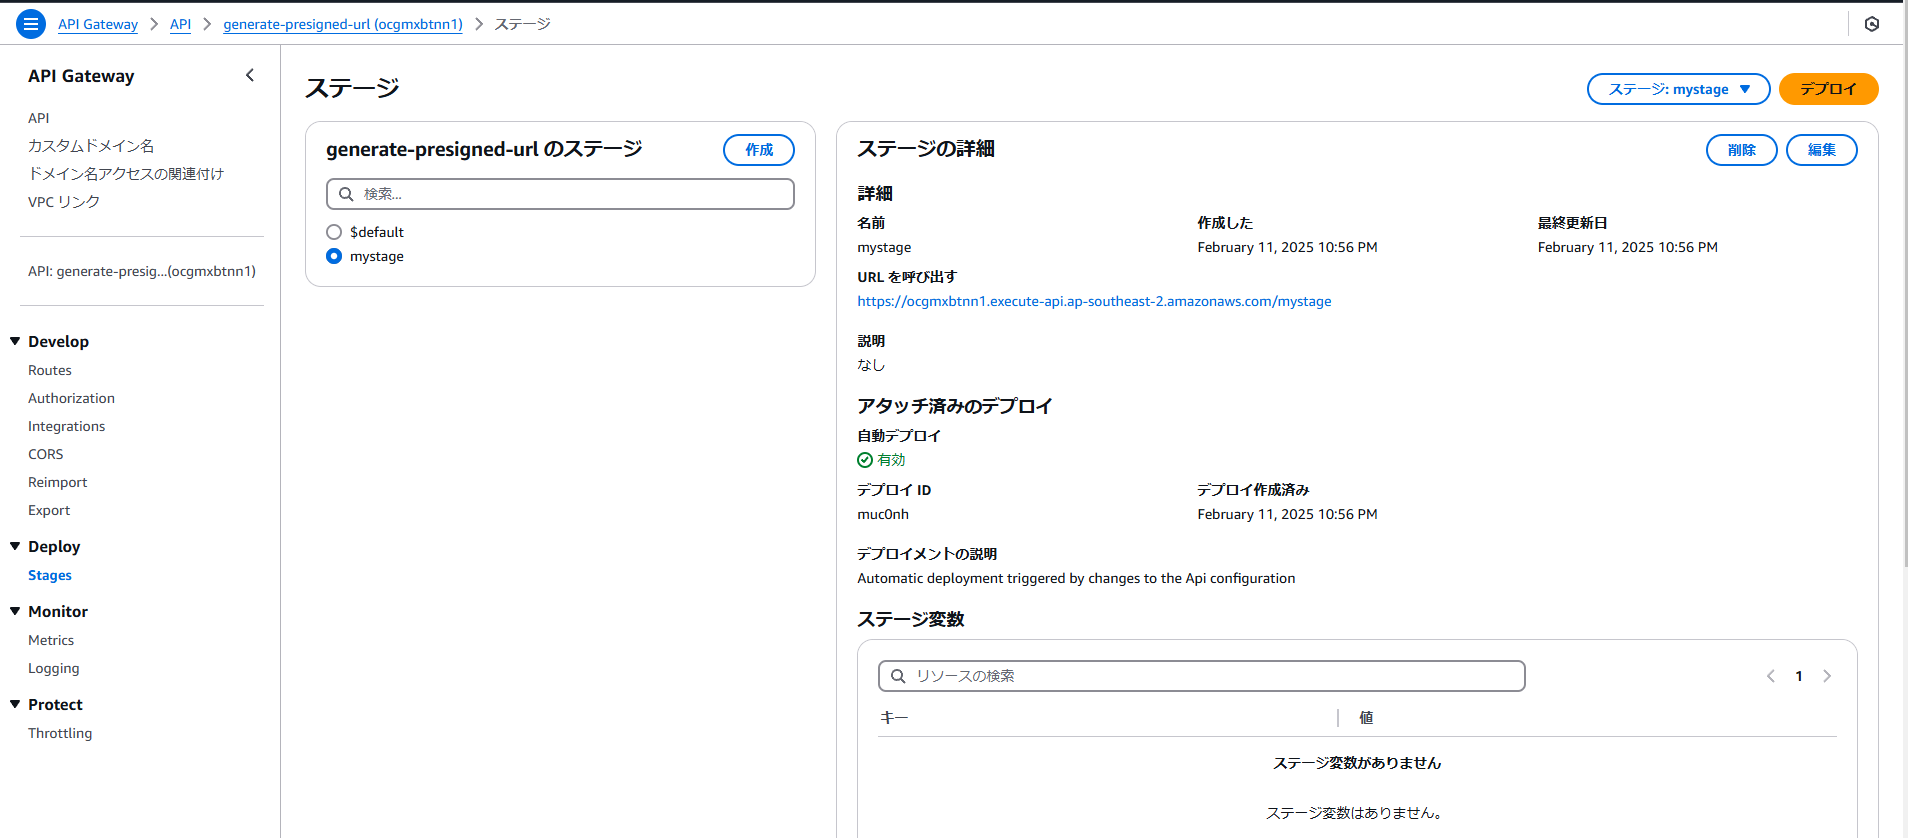 API Gateway > API > generate-presigned-url (ocgmxbtnn1) > ステージ
API Gateway
API
カスタムドメイン名
ドメイン名アクセスの関連付け
VPC リンク
API: generate-presig...(ocgmxbtnn1)
Develop
Routes
Authorization
Integrations
CORS
Reimport
Export
Deploy
Stages
Monitor
Metrics
Logging
Protect
Throttling
ステージ
ステージ: mystage
デプロイ
generate-presigned-url のステージ
作成
検索...
$default
mystage
ステージの詳細
削除
編集
詳細
名前
作成した
最終更新日
mystage
February 11, 2025 10:56 PM
February 11, 2025 10:56 PM
URL を呼び出す
https://ocgmxbtnn1.execute-api.ap-southeast-2.amazonaws.com/mystage
説明
なし
アタッチ済みのデプロイ
自動デプロイ
有効
デプロイ ID
デプロイ作成済み
muc0nh
February 11, 2025 10:56 PM
デプロイメントの説明
Automatic deployment triggered by changes to the Api configuration
ステージ変数
リソースの検索
1
キー
値
ステージ変数がありません
ステージ変数はありません。